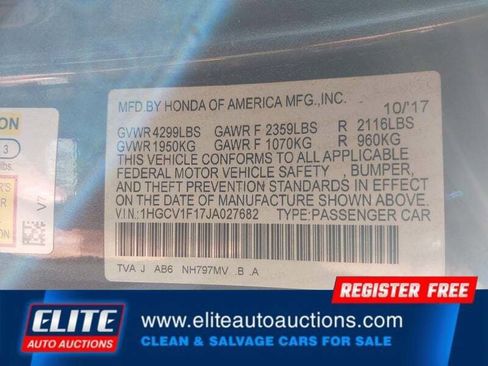 MFD BY HONDA OF AMERICA MFG.,INC. 10/'17
GVWR 4299LBS GAWR F 2359LBS R 2116LBS
GVWR 1950KG GAWR F 1070KG R 960KG
THIS VEHICLE CONFORMS TO ALL APPLICABLE
FEDERAL MOTOR VEHICLE SAFETY , BUMPER,
AND THEFT PREVENTION STANDARDS IN EFFECT
ON THE DATE OF MANUFACTURE SHOWN ABOVE.
V.I.N.: 1HGCV1F17JA027682 TYPE:PASSENGER CAR
TVA J AB6 NH797MV .B .A
ION
3
V7
REGISTER FREE
ELITE
AUTO AUCTIONS
www.eliteautoauctions.com
CLEAN & SALVAGE CARS FOR SALE